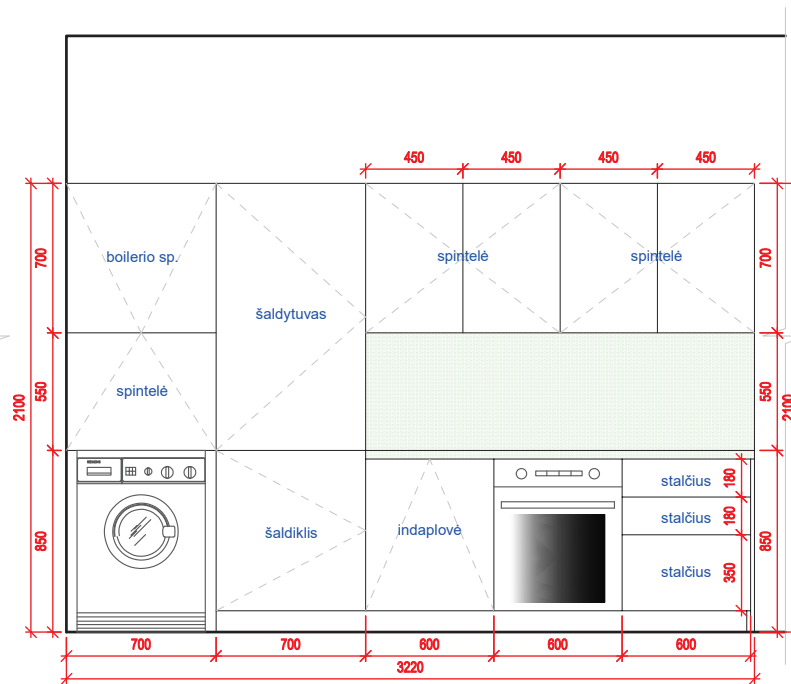 450 450 450 450
700
boilerio sp.
šaldytuvas
spintelė
spintelė
700
550
spintelė
2100
550
2100
850
šaldiklis
indaplovė
stalčius
180
stalčius
180
stalčius
350
850
700 700 600 600 600
3220